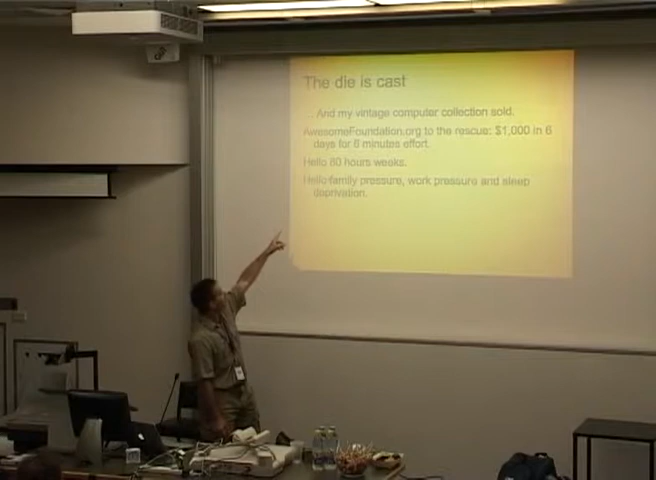 The die is cast
... And my vintage computer collection sold.
AwesomeFoundation.org to the rescue: $1,000 in 6
days for 6 minutes effort.
Hello 80 hours weeks.
Hello family pressure, work pressure and sleep
deprivation.